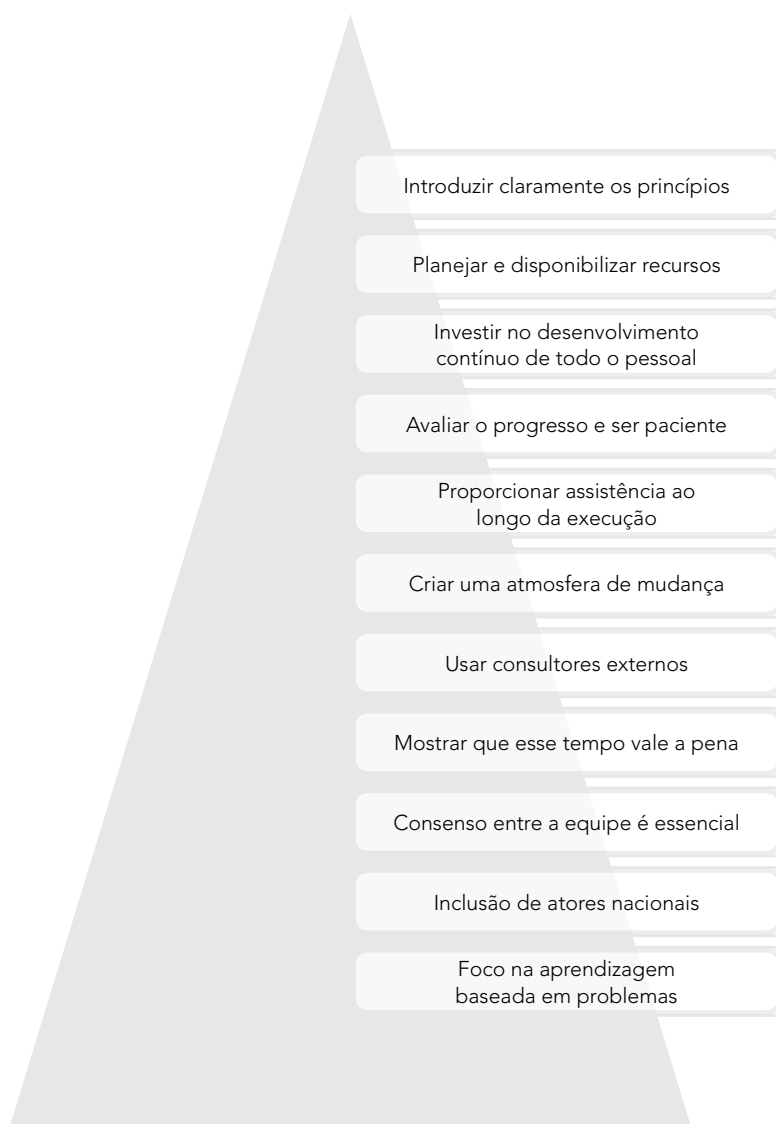 Introduzir claramente os princípios
Planejar e disponibilizar recursos
Investir no desenvolvimento
contínuo de todo o pessoal
Avaliar o progresso e ser paciente
Proporcionar assistência ao
longo da execução
Criar uma atmosfera de mudança
Usar consultores externos
Mostrar que esse tempo vale a pena
Consenso entre a equipe é essencial
Inclusão de atores nacionais
Foco na aprendizagem
baseada em problemas